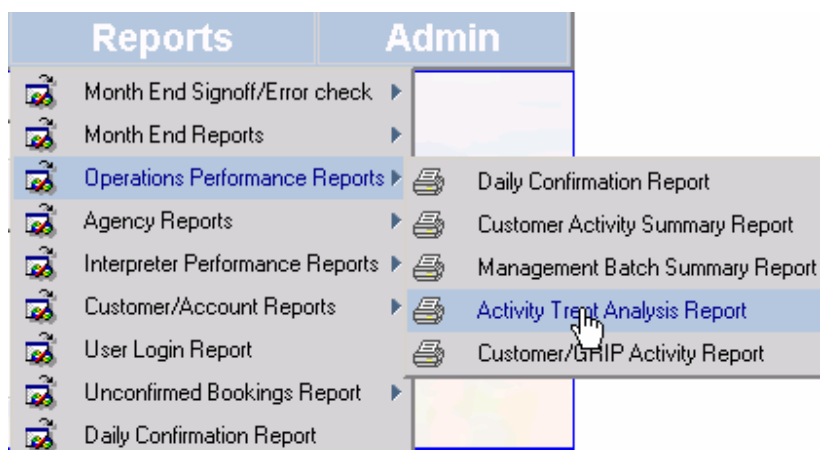 Reports Admin
Month End Signoff/Error check
Month End Reports
Operations Performance Reports
Agency Reports
Interpreter Performance Reports
Customer/Account Reports
User Login Report
Unconfirmed Bookings Report
Daily Confirmation Report
Daily Confirmation Report
Customer Activity Summary Report
Management Batch Summary Report
Activity Trent Analysis Report
Customer/GRIP Activity Report